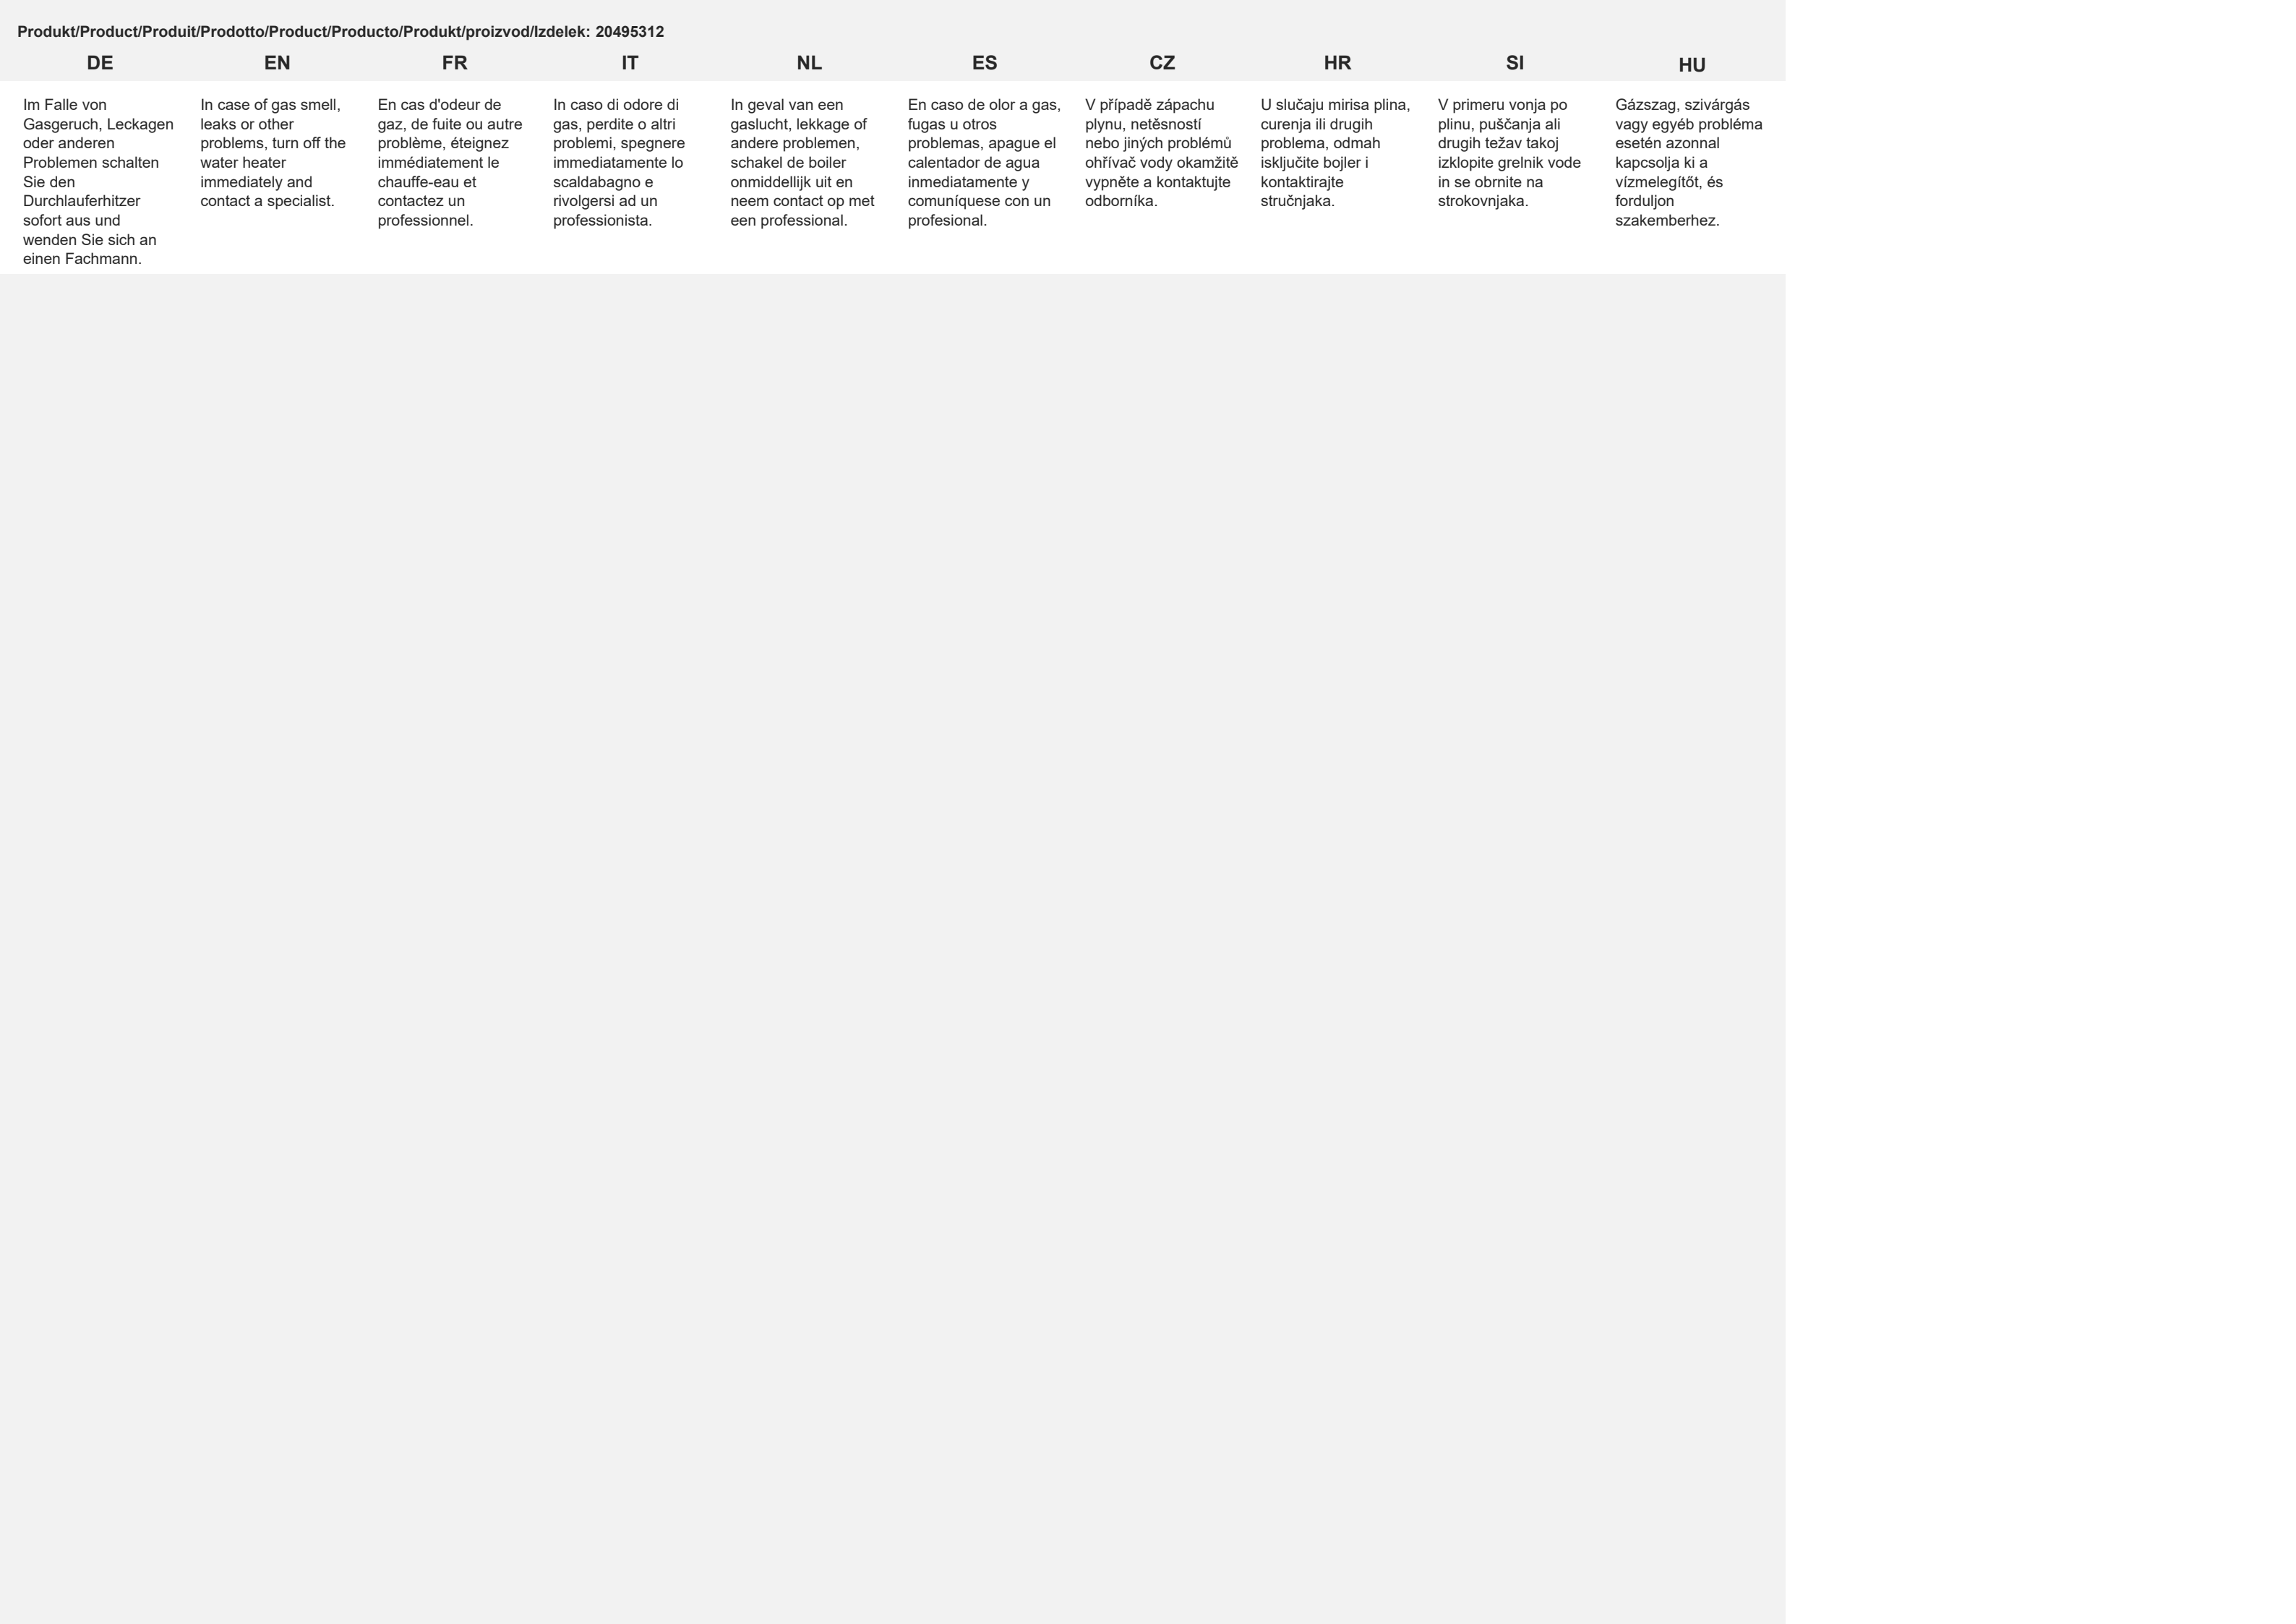 Produkt/Product/Produit/Prodotto/Product/Producto/Produkt/proizvod/Izdelek: 20495312
DE
EN
FR
IT
NL
ES
CZ
HR
SI
HU
Im Falle von
Gasgeruch, Leckagen
oder anderen
Problemen schalten
Sie den
Durchlauferhitzer
sofort aus und
wenden Sie sich an
einen Fachmann.
In case of gas smell,
leaks or other
problems, turn off the
water heater
immediately and
contact a specialist.
En cas d'odeur de
gaz, de fuite ou autre
problème, éteignez
immédiatement le
chauffe-eau et
contactez un
professionnel.
In caso di odore di
gas, perdite o altri
problemi, spegnere
immediatamente lo
scaldabagno e
rivolgersi ad un
professionista.
In geval van een
gaslucht, lekkage of
andere problemen,
schakel de boiler
onmiddellijk uit en
neem contact op met
een professional.
En caso de olor a gas,
fugas u otros
problemas, apague el
calentador de agua
inmediatamente y
comuníquese con un
profesional.
V případě zápachu
plynu, netěsností
nebo jiných problémů
ohřívač vody okamžitě
vypněte a kontaktujte
odborníka.
U slučaju mirisa plina,
curenja ili drugih
problema, odmah
isključite bojler i
kontaktirajte
stručnjaka.
V primeru vonja po
plinu, puščanja ali
drugih težav takoj
izklopite grelnik vode
in se obrnite na
strokovnjaka.
Gázszag, szivárgás
vagy egyéb probléma
esetén azonnal
kapcsolja ki a
vízmelegítőt, és
forduljon
szakemberhez.